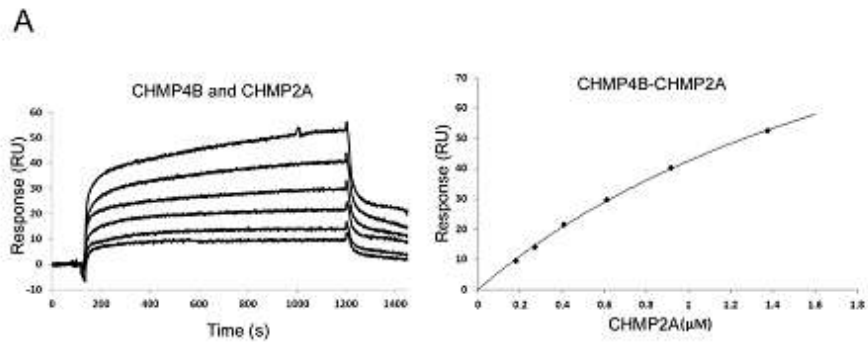 A
CHMP4B and CHMP2A
Response (RU)
60
50
40
30
20
10
0
-10
0 200 400 600 800 1000 1200 1400
Time (s)
CHMP4B-CHMP2A
Response (RU)
70
60
50
40
30
20
10
0
0 0.2 0.4 0.6 0.8 1 1.2 1.4 1.6 1.8
CHMP2A(μM)